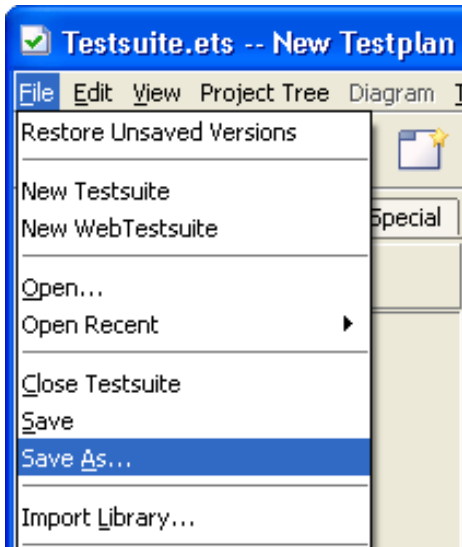 Testsuite.ets -- New Testplan
File Edit View Project Tree Diagram
Restore Unsaved Versions
New Testsuite
New WebTestsuite
Special
Open...
Open Recent
Close Testsuite
Save
Save As...
Import Library...